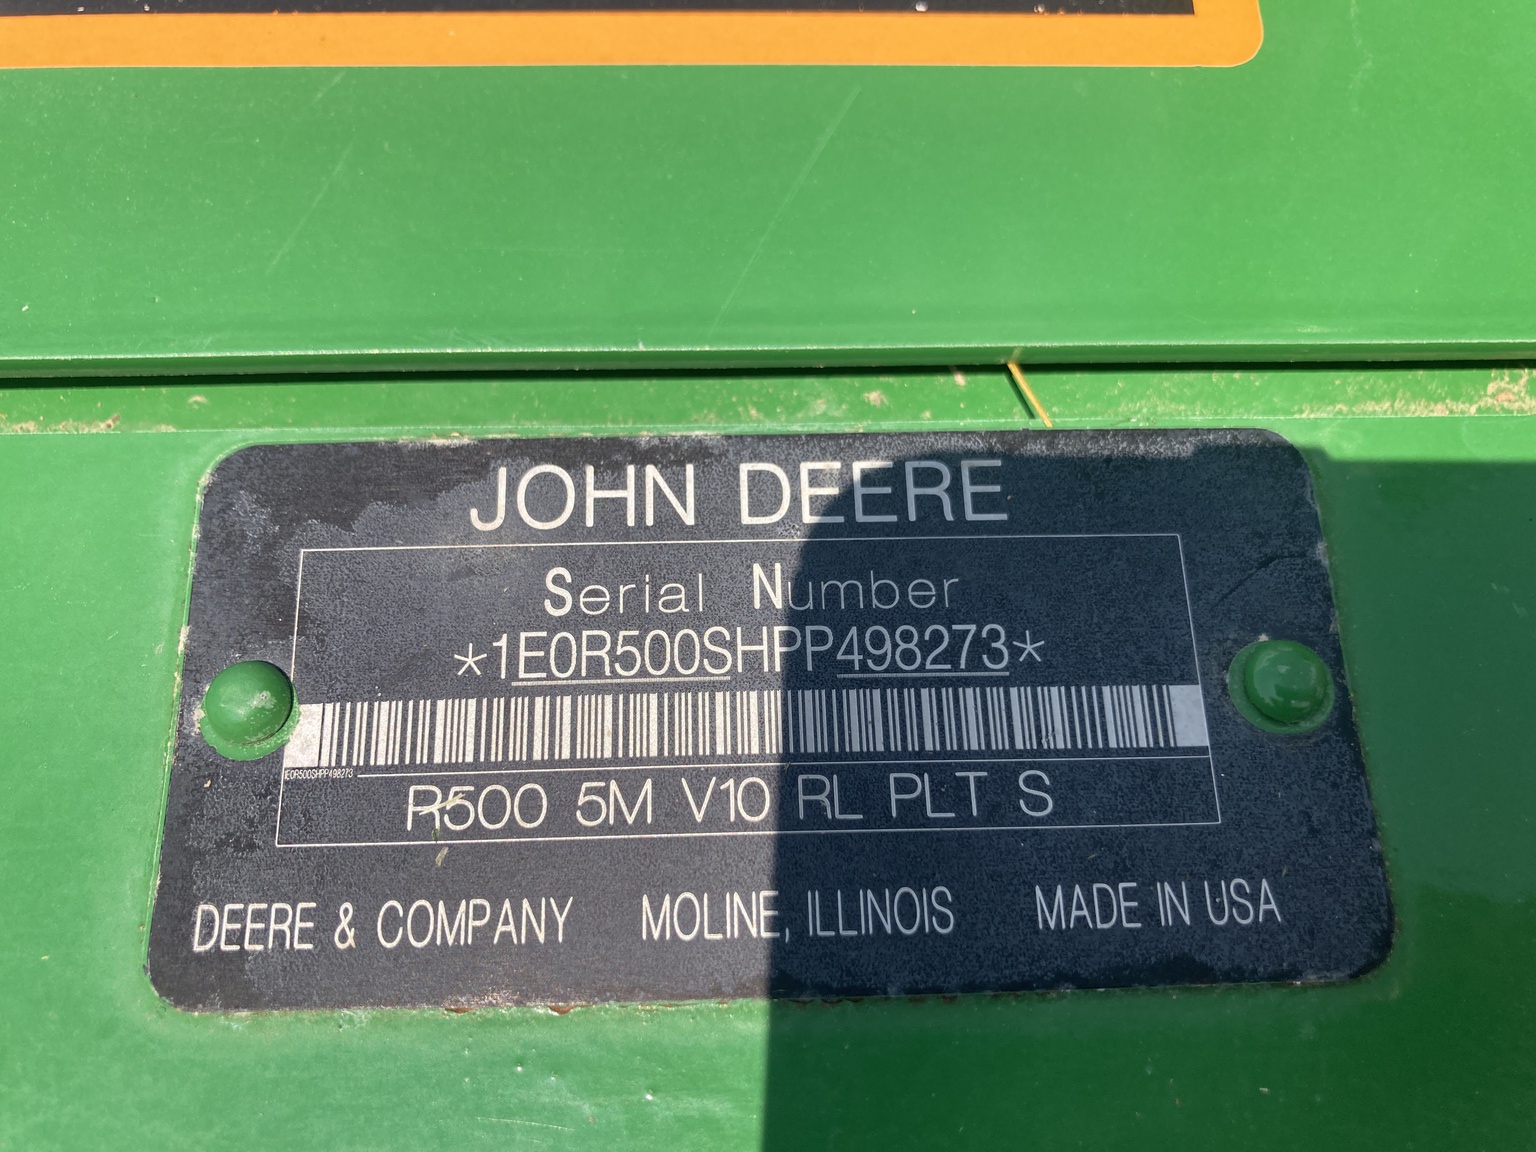 JOHN DEERE
Serial Number
*1E0R500SHPP498273*
1E0R500SHPP498273
R500 5M V10 RL PLT S
DEERE & COMPANY MOLINE, ILLINOIS MADE IN USA